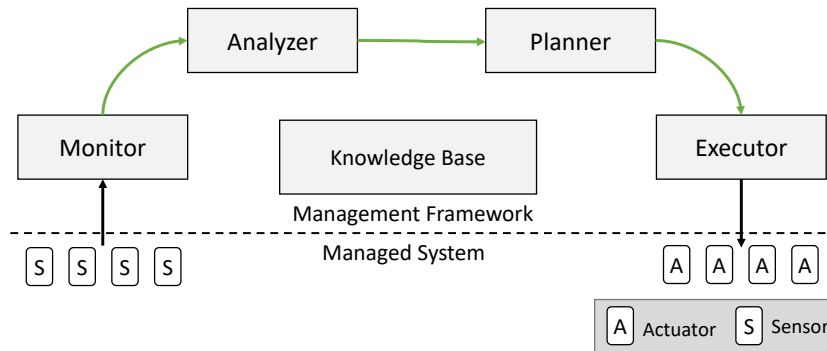 Analyzer
Planner
Monitor
Knowledge Base
Executor
Management Framework
Managed System
S S S S
A A A A
A Actuator S Sensor